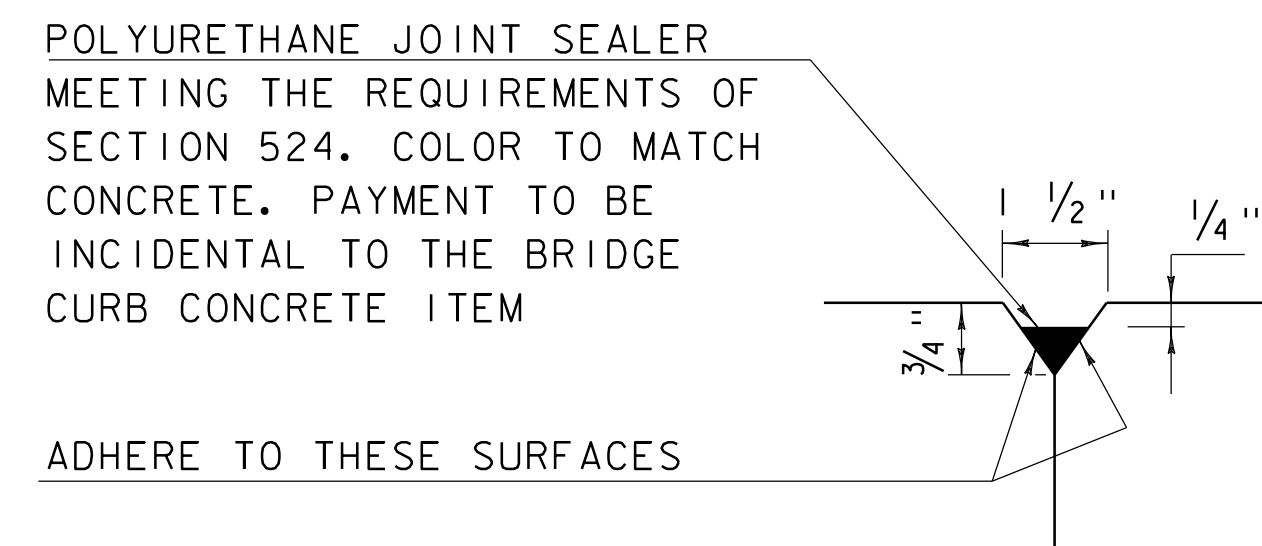 POLYURETHANE JOINT SEALER
MEETING THE REQUIREMENTS OF
SECTION 524. COLOR TO MATCH
CONCRETE. PAYMENT TO BE
INCIDENTAL TO THE BRIDGE
CURB CONCRETE ITEM
1 1/2 "
1/4 "
3/4 "
ADHERE TO THESE SURFACES